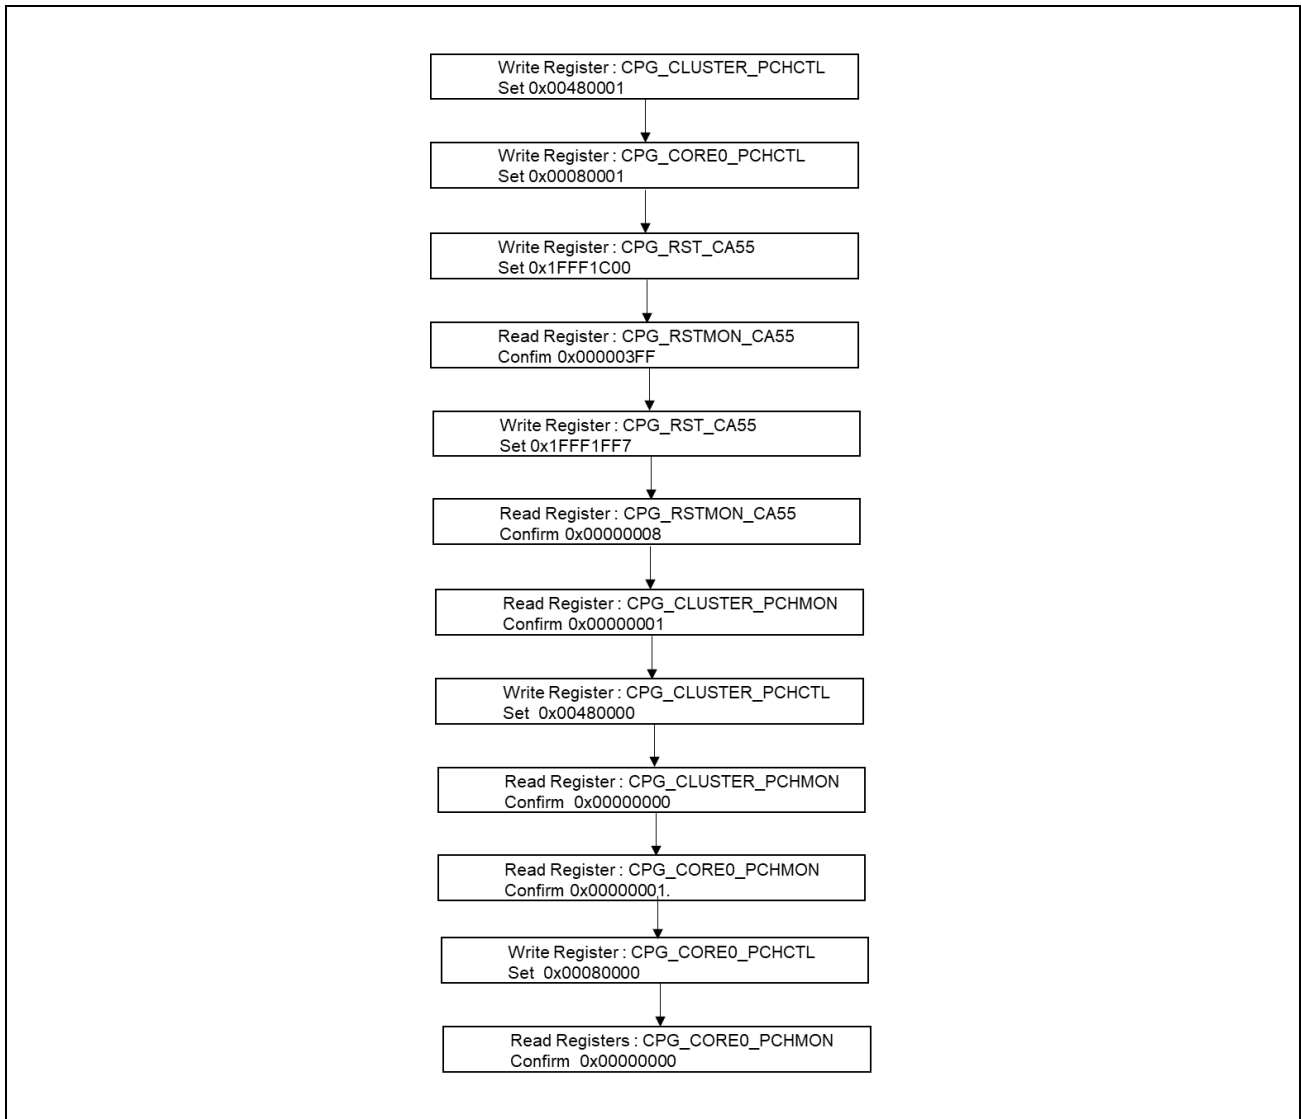 Write Register : CPG_CLUSTER_PCHCTL
Set 0x00480001
Write Register : CPG_CORE0_PCHCTL
Set 0x00080001
Write Register : CPG_RST_CA55
Set 0x1FFF1C00
Read Register : CPG_RSTMON_CA55
Confim 0x000003FF
Write Register : CPG_RST_CA55
Set 0x1FFF1FF7
Read Register : CPG_RSTMON_CA55
Confirm 0x00000008
Read Register : CPG_CLUSTER_PCHMON
Confirm 0x00000001
Write Register : CPG_CLUSTER_PCHCTL
Set 0x00480000
Read Register : CPG_CLUSTER_PCHMON
Confirm 0x00000000
Read Register : CPG_CORE0_PCHMON
Confirm 0x00000001.
Write Register : CPG_CORE0_PCHCTL
Set 0x00080000
Read Registers : CPG_CORE0_PCHMON
Confirm 0x00000000